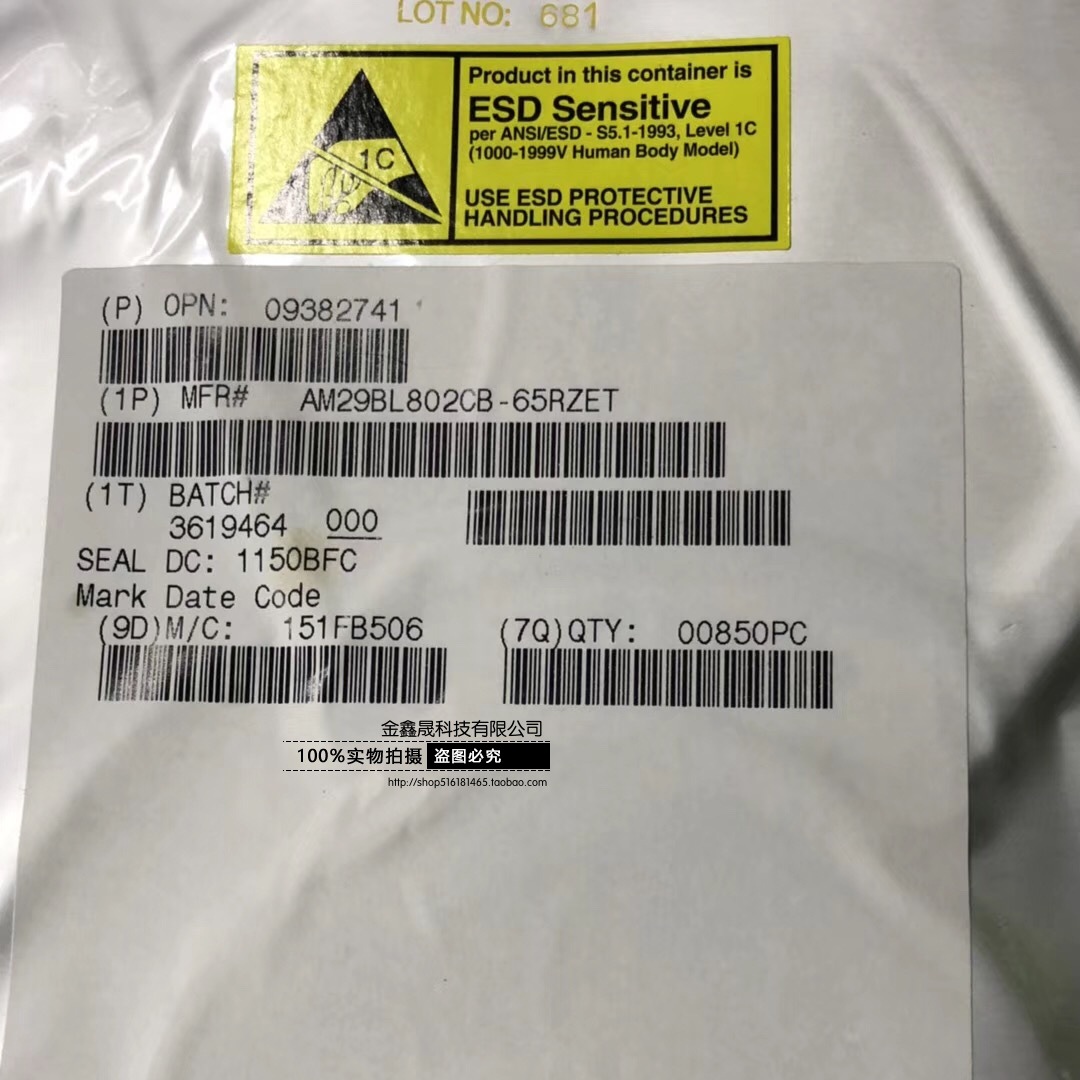 LOT NO: 681
Product in this container is
ESD Sensitive
per ANSI/ESD - S5.1-1993, Level 1C
(1000-1999V Human Body Model)
1C
USE ESD PROTECTIVE
HANDLING PROCEDURES
(P) OPN: 09382741
(1P) MFR# AM29BL802CB-65RZET
(1T) BATCH#
3619464 000
SEAL DC: 1150BFC
Mark Date Code
(9D)M/C: 151FB506 (7Q)QTY: 00850PC
金鑫晟科技有限公司
100%实物拍摄 盗图必究
http://shop516181465.taobao.com